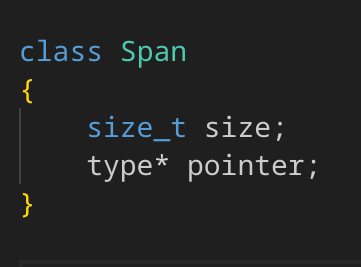 class Span
{
    size_t size;
    type* pointer;
}